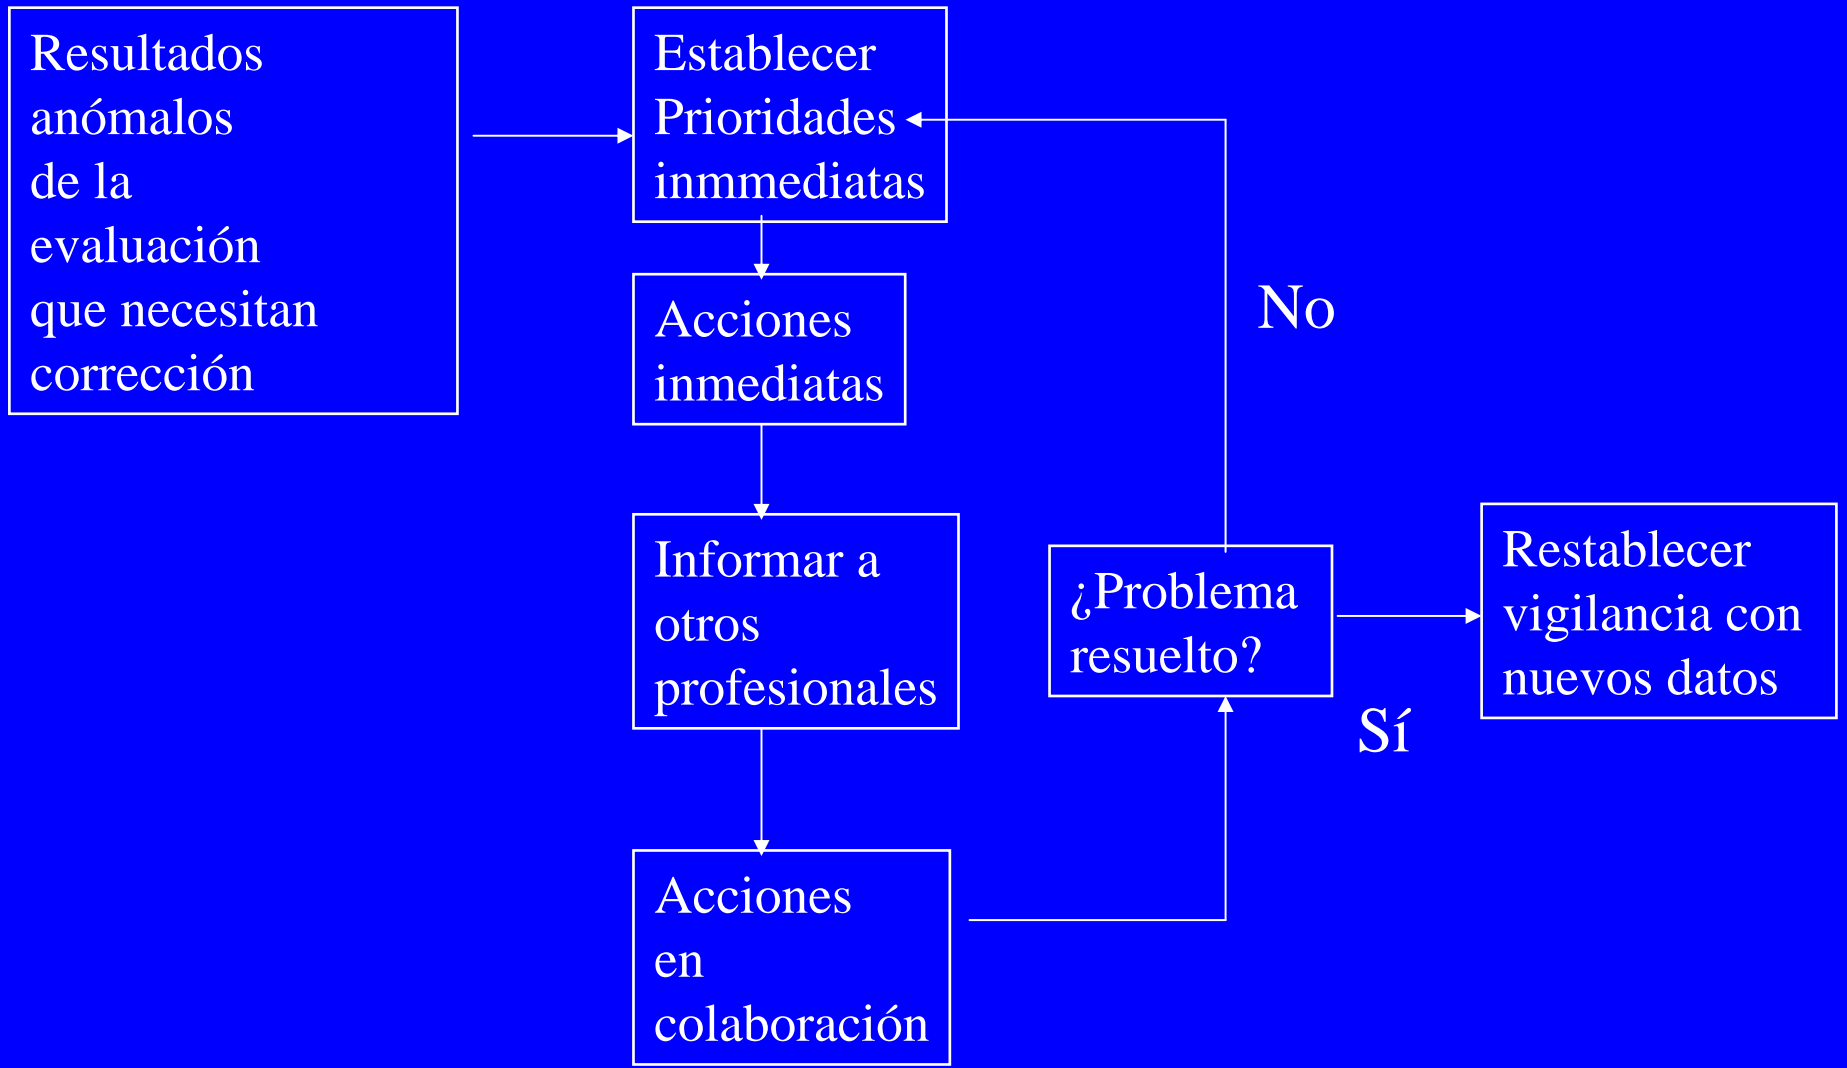 Resultados
anómalos
de la
evaluación
que necesitan
corrección
Establecer
Prioridades
inmmediatas
Acciones
inmediatas
Informar a
otros
profesionales
Acciones
en
colaboración
¿Problema
resuelto?
No
Sí
Restablecer
vigilancia con
nuevos datos